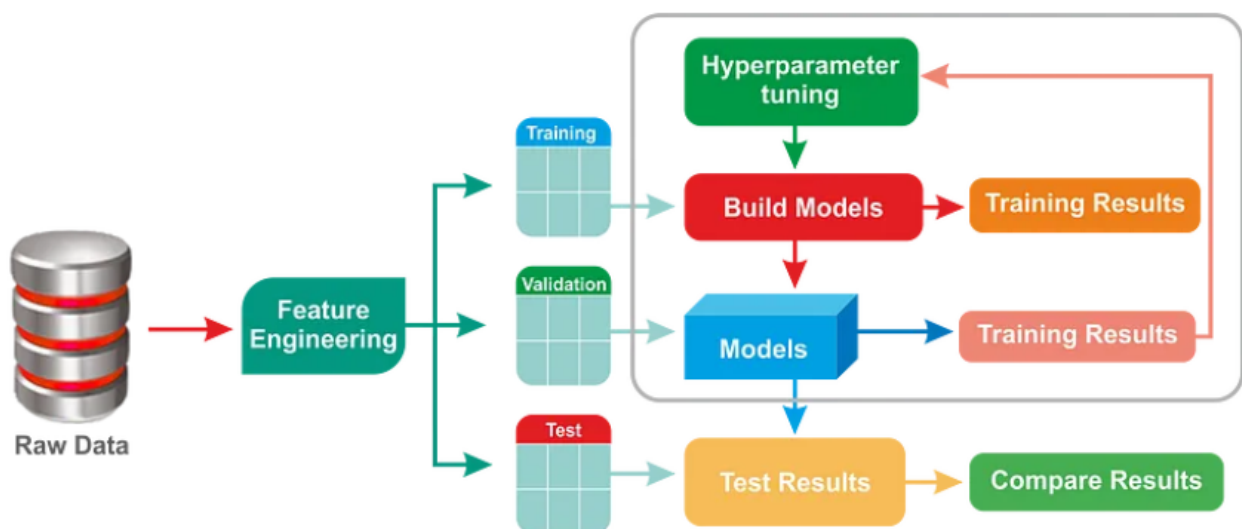 Hyperparameter
tuning
Training
Build Models
Training Results
Validation
Feature
Engineering
Models
Training Results
Raw Data
Test
Test Results
Compare Results